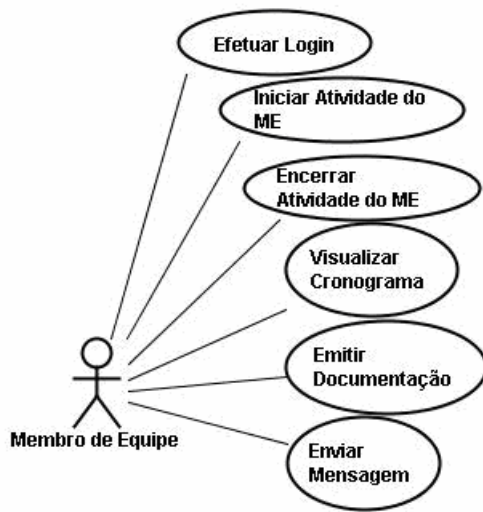 Efetuar Login
Iniciar Atividade do
ME
Encerrar
Atividade do ME
Visualizar
Cronograma
Emitir
Documentação
Membro de Equipe
Enviar
Mensagem